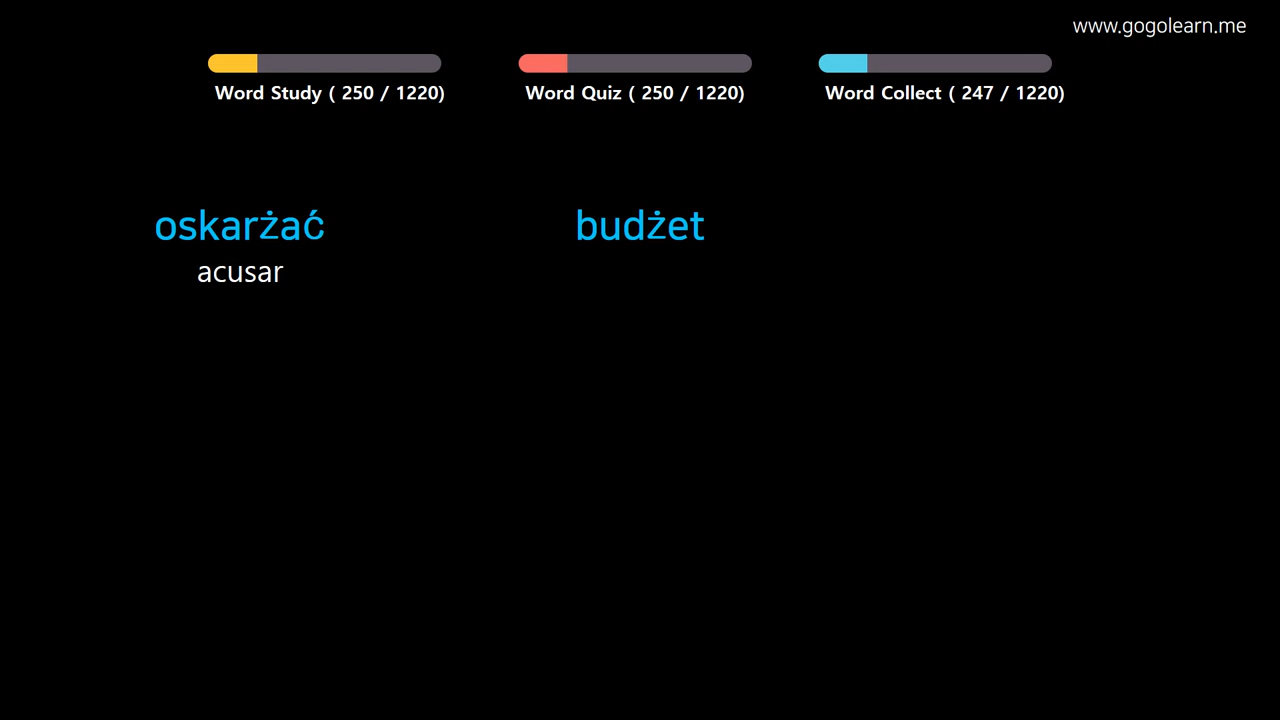 www.gogolearn.me
Word Study ( 250 / 1220)
Word Quiz ( 250 / 1220)
Word Collect ( 247 / 1220)
oskarżać
budżet
acusar